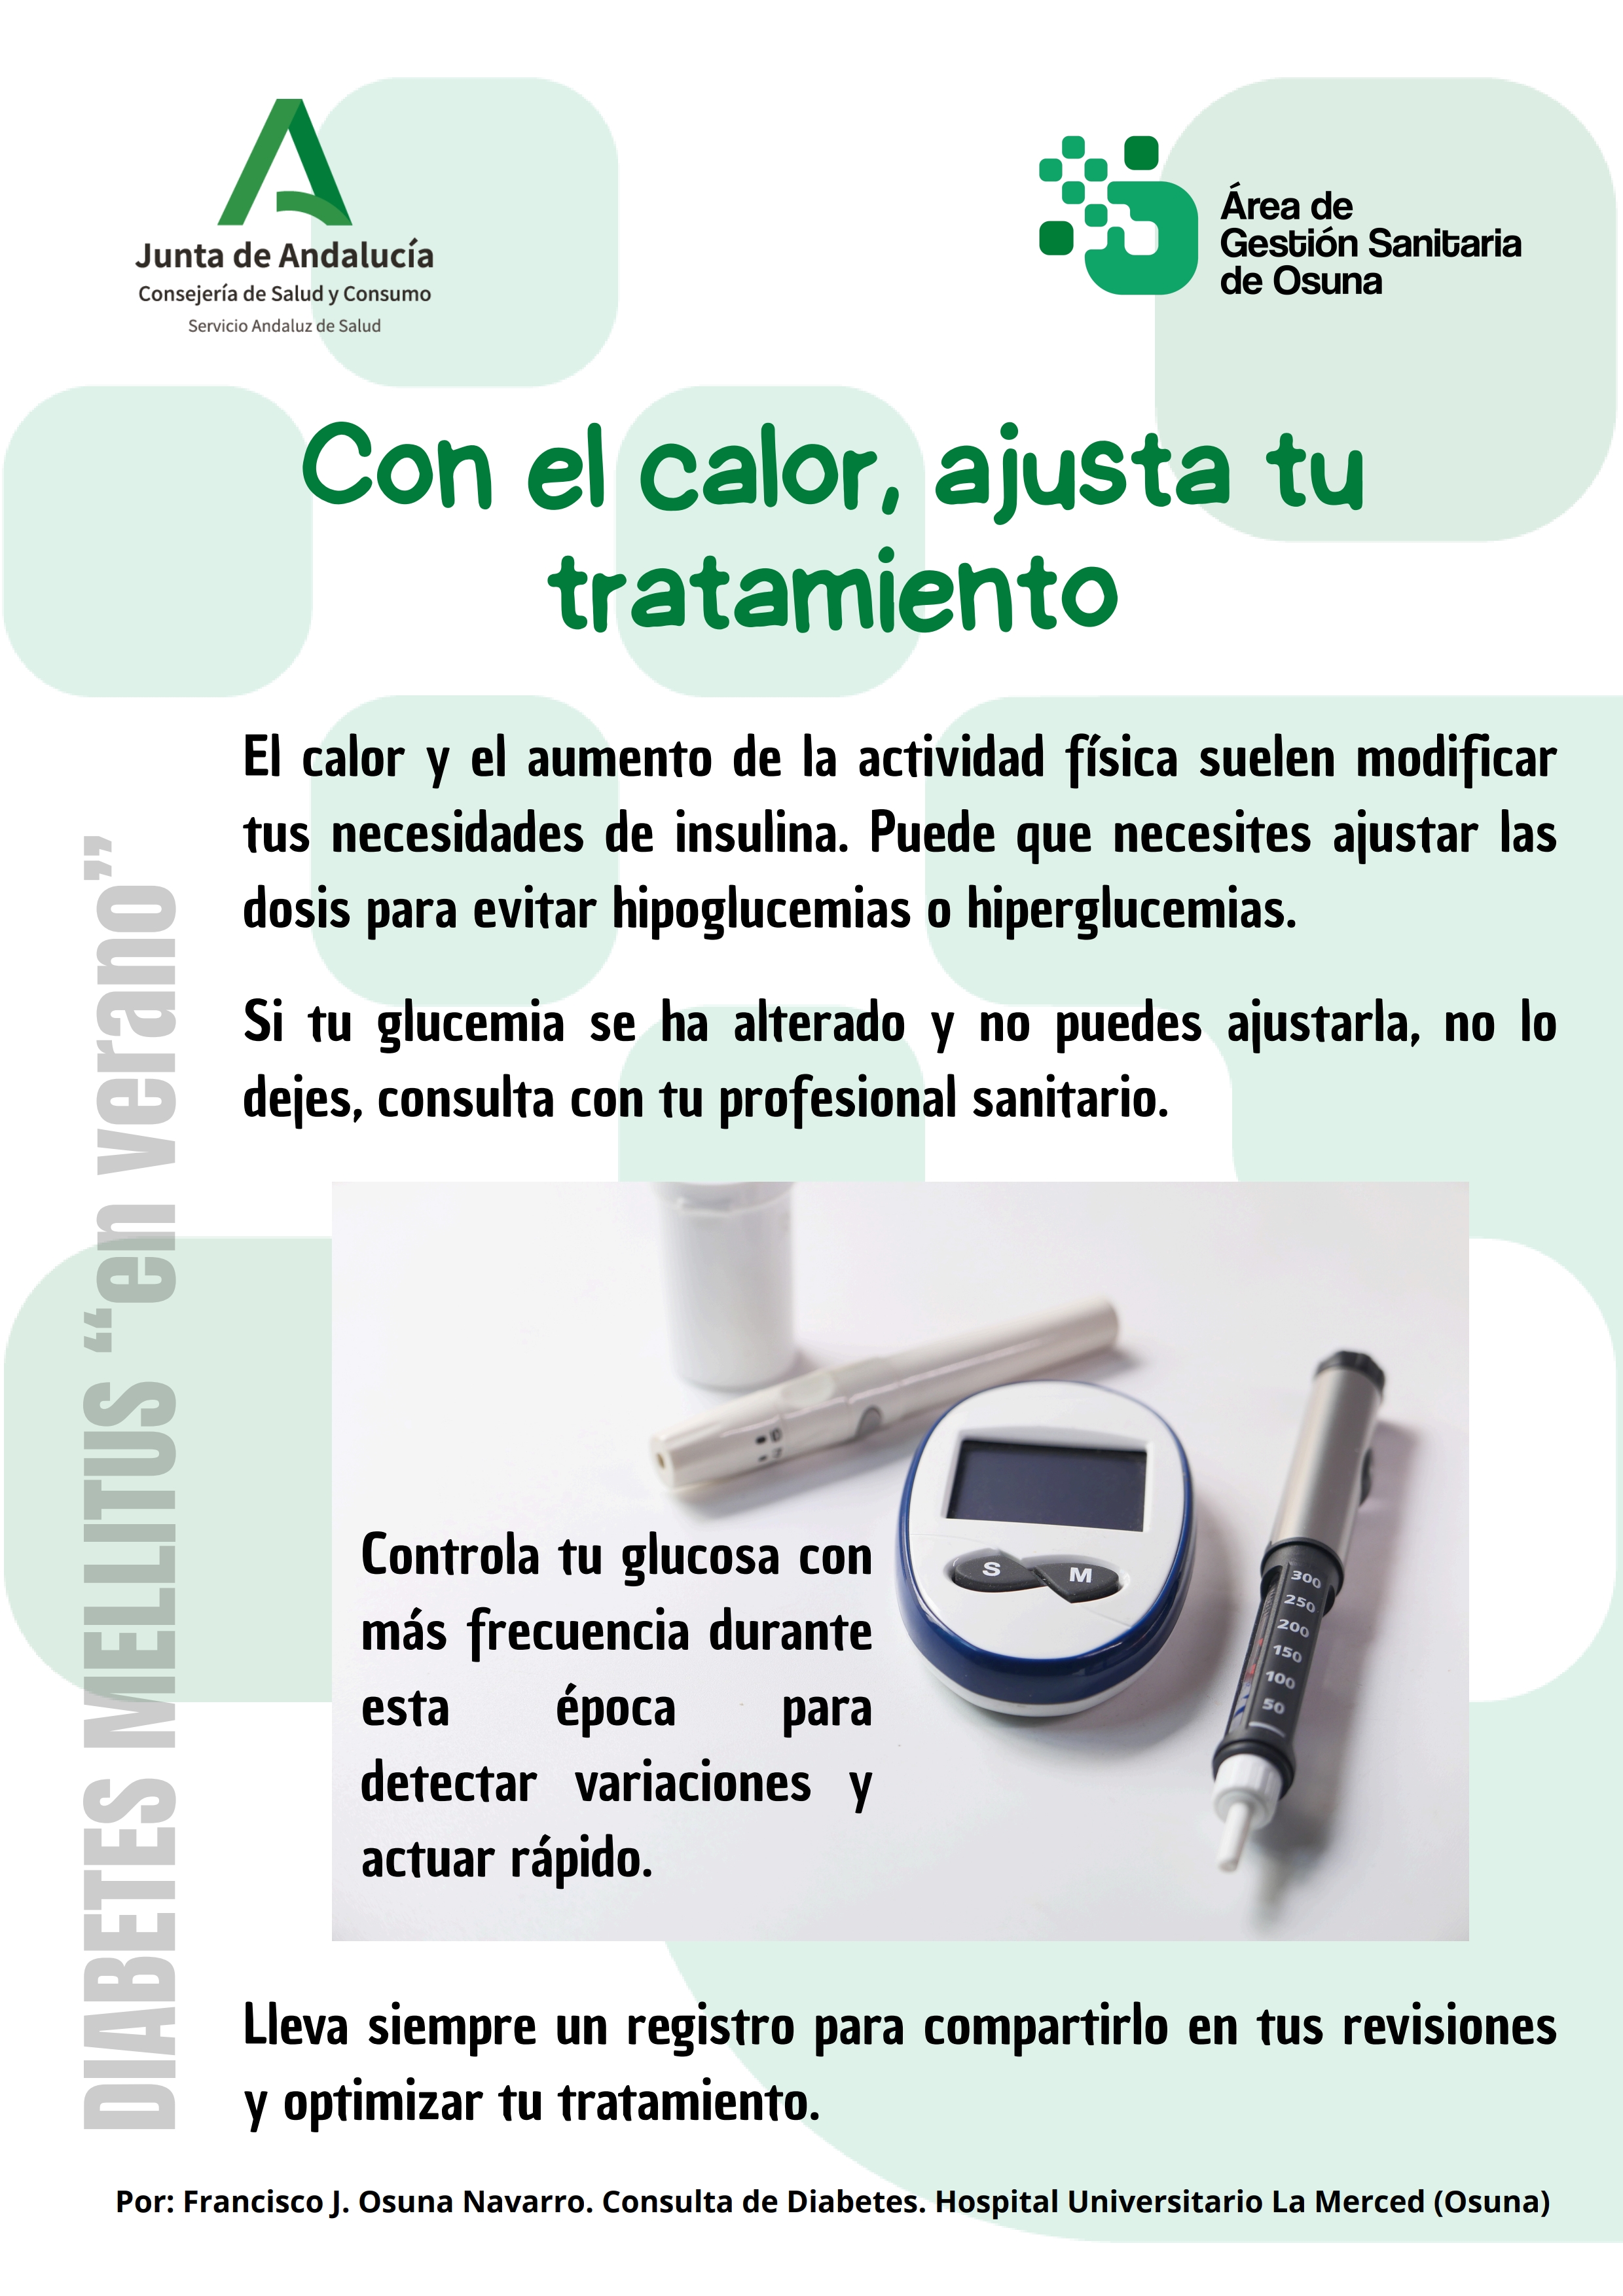 Junta de Andalucía
Consejería de Salud y Consumo
Servicio Andaluz de Salud
Área de
Gestión Sanitaria
de Osuna
Con el calor, ajusta tu
tratamiento
El calor y el aumento de la actividad física suelen modificar
tus necesidades de insulina. Puede que necesites ajustar las
dosis para evitar hipoglucemias o hiperglucemias.
Si tu glucemia se ha alterado y no puedes ajustarla, no lo
dejes, consulta con tu profesional sanitario.
DIABETES MELLITUS “en verano”
Controla tu glucosa con
más frecuencia durante
esta época para
detectar variaciones y
actuar rápido.
S M
300
250
200
150
100
50
Lleva siempre un registro para compartirlo en tus revisiones
y optimizar tu tratamiento.
Por: Francisco J. Osuna Navarro. Consulta de Diabetes. Hospital Universitario La Merced (Osuna)